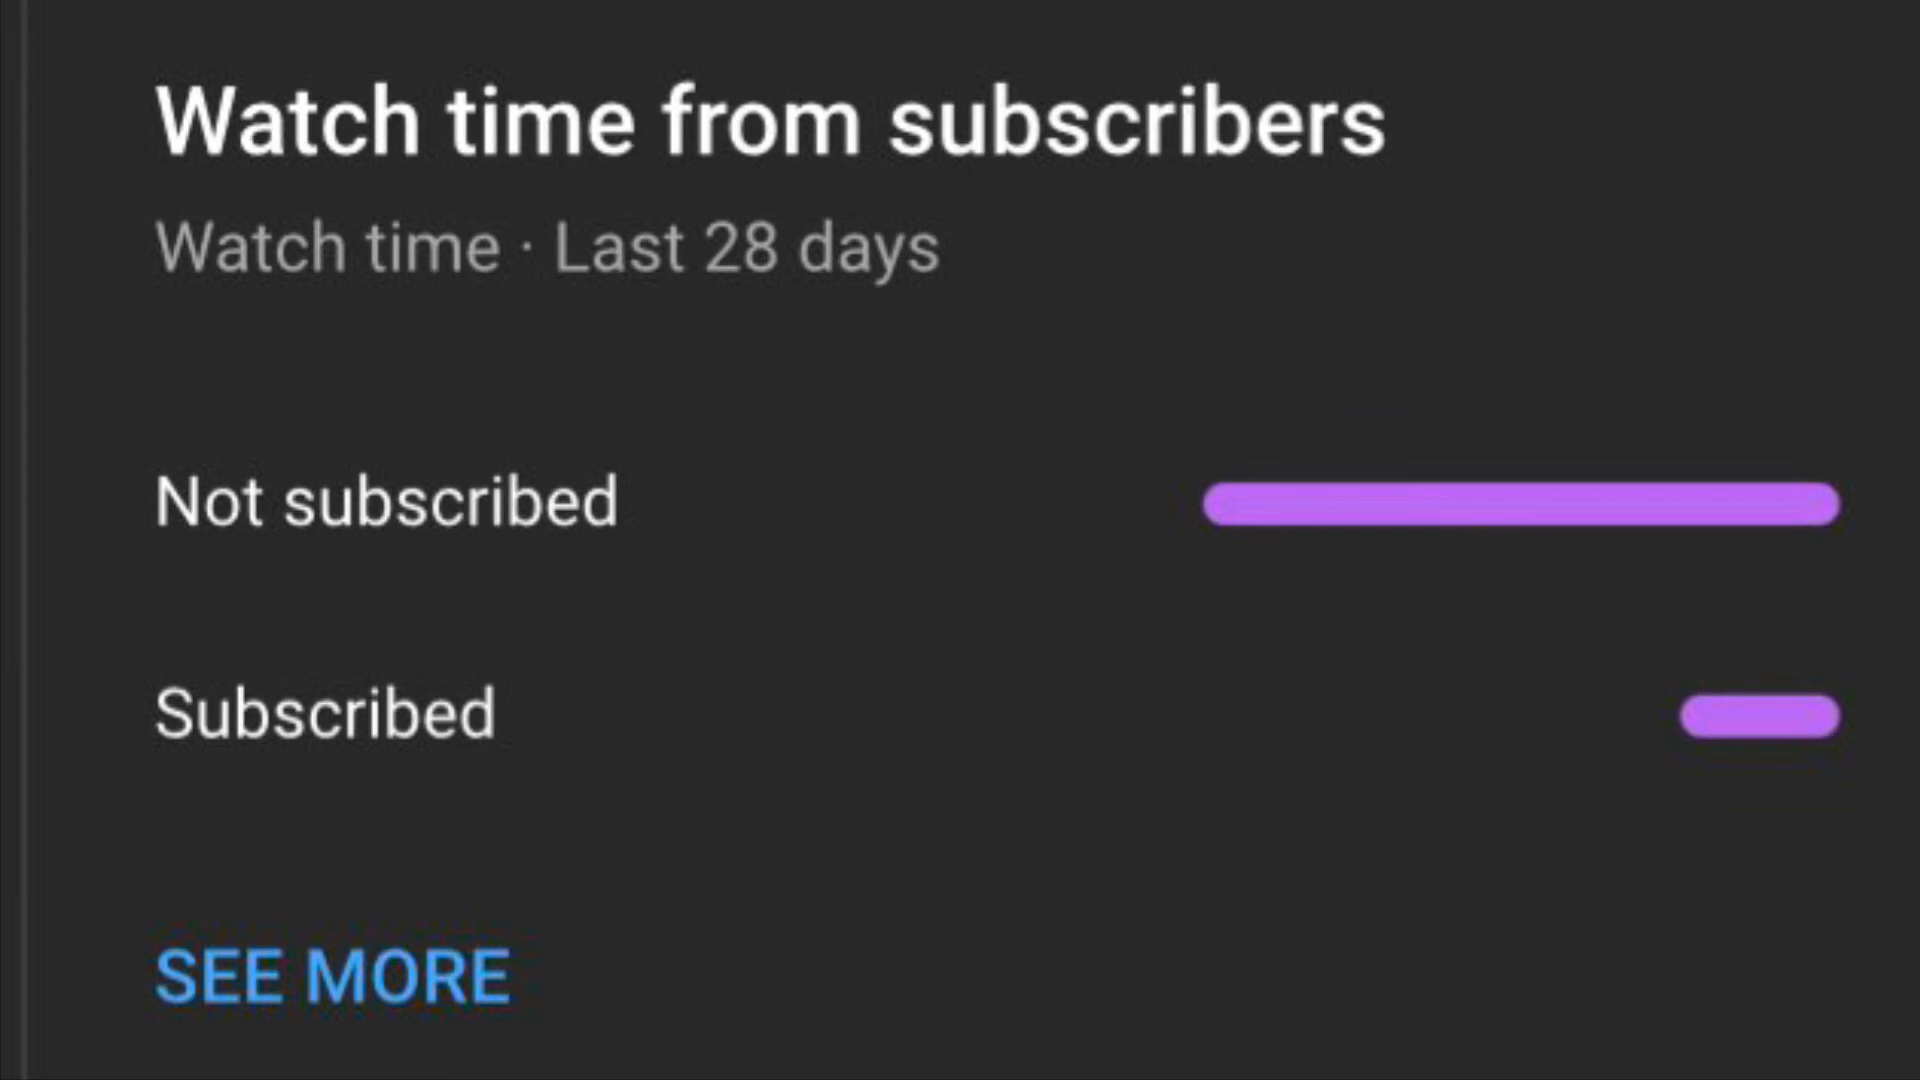 Watch time from subscribers
Watch time · Last 28 days
Not subscribed
Subscribed
SEE MORE